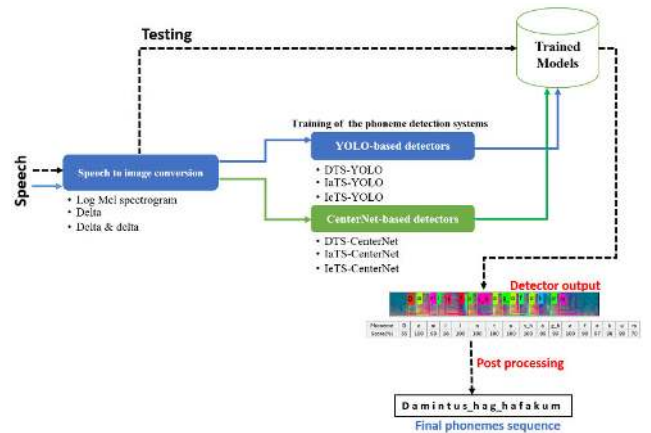 Testing
Trained
Models
Training of the phoneme detection systems
YOLO-based detectors
Speech
Speech to image conversion
• DTS-YOLO
• IaTS-YOLO
• IeTS-YOLO
• Log Mel spectrogram
• Delta
• Delta & delta
CenterNet-based detectors
• DTS-CenterNet
• IaTS-CenterNet
• IeTS-CenterNet
Detector output
Phoneme
Score(%)
Post processing
Damintus_hag_hafakum
Final phonemes sequence